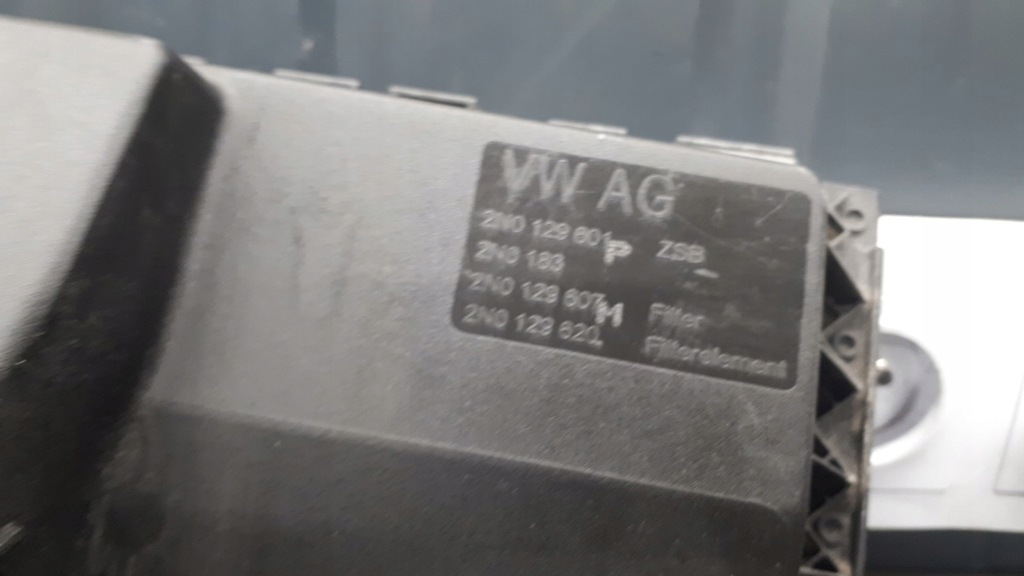 VW AG
2N0 129 601 P ZSB
2N0 183
2N0 129 607 M Filter
2N0 129 620 Filterelement